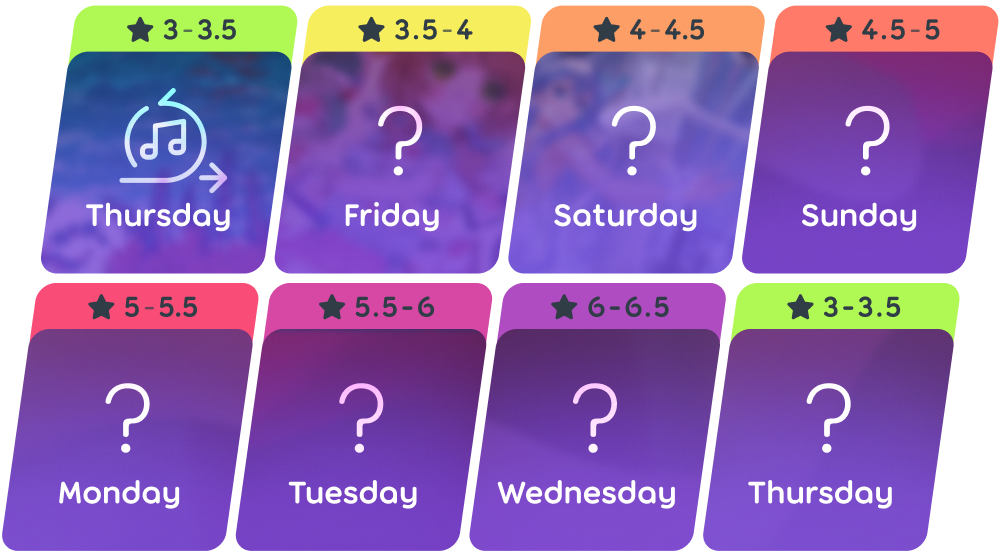 ★ 3-3.5
Thursday
★ 3.5-4
?
Friday
★ 4-4.5
?
Saturday
★ 4.5-5
?
Sunday
★ 5-5.5
?
Monday
★ 5.5-6
?
Tuesday
★ 6-6.5
?
Wednesday
★ 3-3.5
?
Thursday